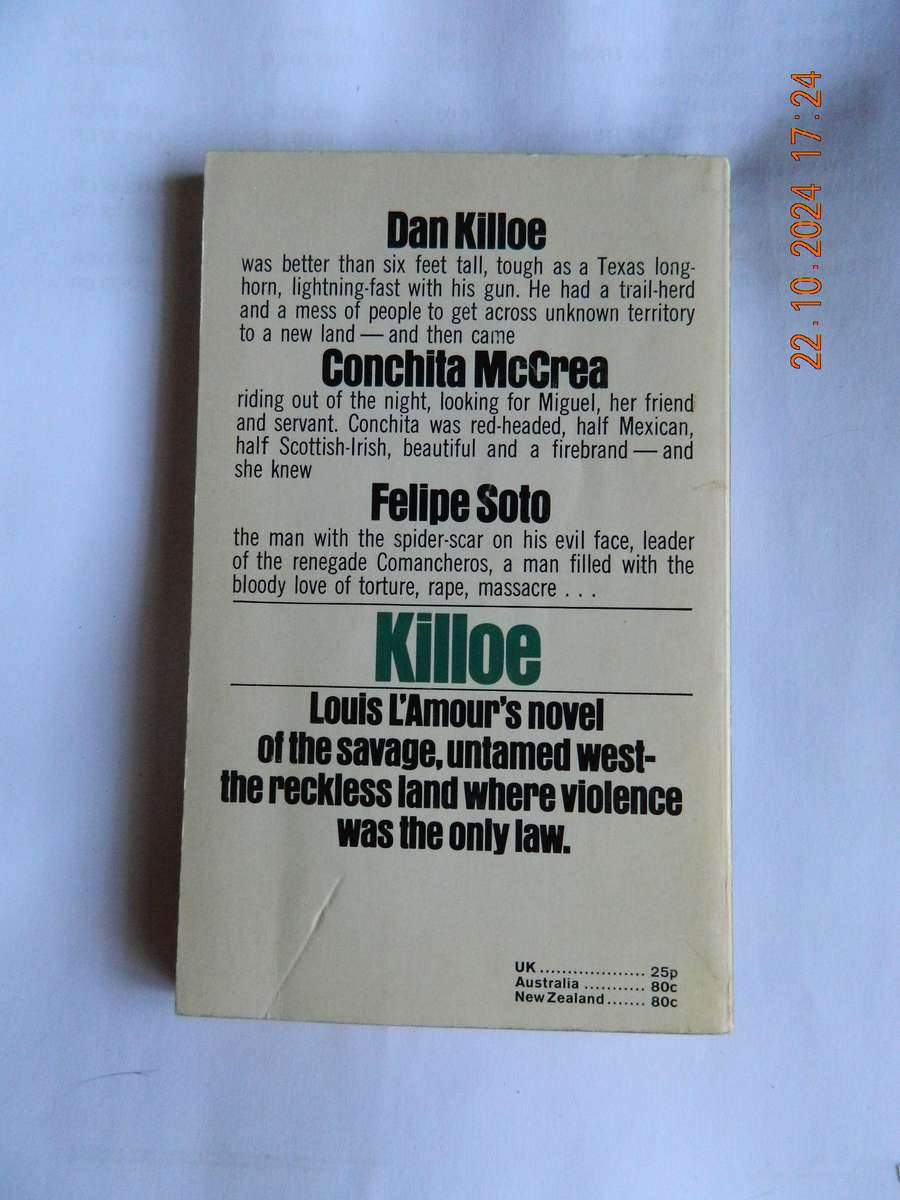 Dan Killoe
was better than six feet tall, tough as a Texas long-
horn, lightning-fast with his gun. He had a trail-herd
and a mess of people to get across unknown territory
to a new land — and then came
Conchita McCrea
riding out of the night, looking for Miguel, her friend
and servant. Conchita was red-headed, half Mexican,
half Scottish-Irish, beautiful and a firebrand — and
she knew
Felipe Soto
the man with the spider-scar on his evil face, leader
of the renegade Comancheros, a man filled with the
bloody love of torture, rape, massacre . . .
Killoe
Louis L'Amour's novel
of the savage, untamed west-
the reckless land where violence
was the only law.
UK ................... 25p
Australia ........... 80c
New Zealand ....... 80c
22.10.2024 17:24